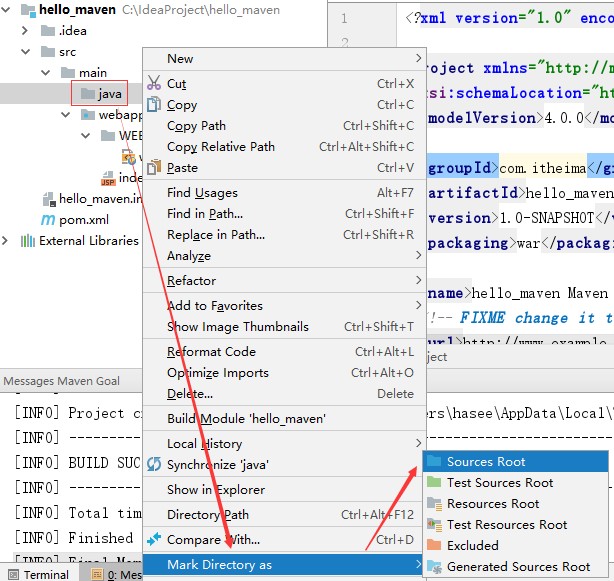 hello_maven C:\IdeaProject\hello_maven
.idea
src
main
java
webapp
WEB
inde
hello_maven.im
pom.xml
External Libraries
1
2
<?xml version="1.0" enco
roject xmlns="http://m
si:schemaLocation="ht
modelVersion>4.0.0</m
groupId>com.itheima</gr
artifactId>hello_maven
version>1.0-SNAPSHOT</v
packaging>war</packag
name>hello_maven Maven
!-- FIXME change it t
url>http://www.example
oject
New
Cut Ctrl+X
Copy Ctrl+C
Copy Path Ctrl+Shift+C
Copy Relative Path Ctrl+Alt+Shift+C
Paste Ctrl+V
Find Usages Alt+F7
Find in Path... Ctrl+Shift+F
Replace in Path... Ctrl+Shift+R
Analyze
Refactor
Add to Favorites
Show Image Thumbnails Ctrl+Shift+T
Reformat Code Ctrl+Alt+L
Optimize Imports Ctrl+Alt+O
Delete... Delete
Build Module 'hello_maven'
Local History
Synchronize 'java'
Show in Explorer
Directory Path Ctrl+Alt+F12
Compare With... Ctrl+D
Mark Directory as
Sources Root
Test Sources Root
Resources Root
Test Resources Root
Excluded
Generated Sources Root
Messages Maven Goal
[INFO] Project c
ers\hasee\AppData\Local\
[INFO] ----------
[INFO] BUILD SUC
[INFO] ----------
[INFO] Total tim
[INFO] Finished
[INFO] Final Mem
Terminal
0: Mes